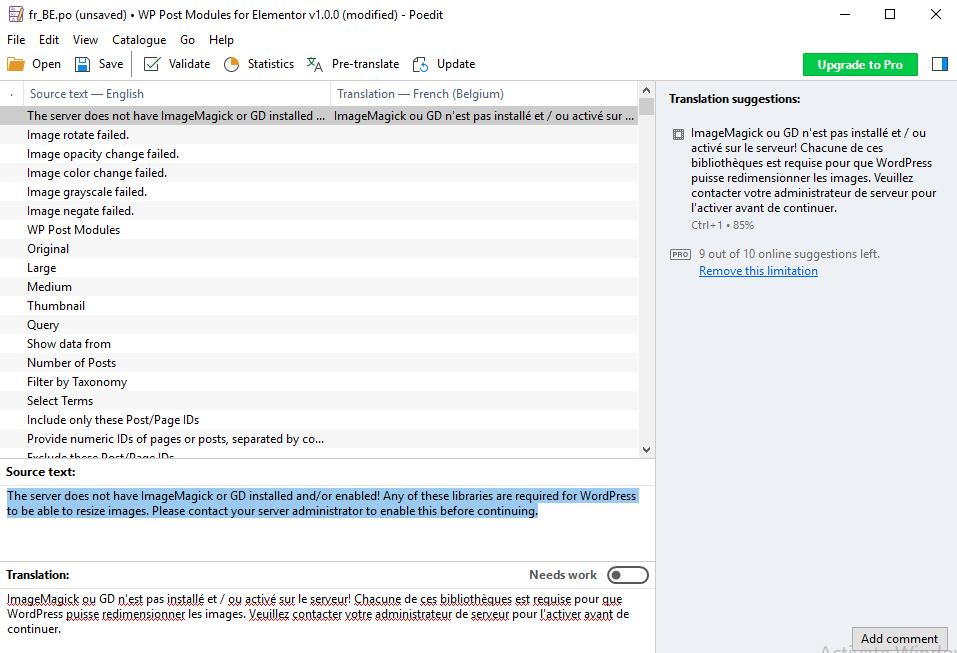 fr_BE.po (unsaved) • WP Post Modules for Elementor v1.0.0 (modified) - Poedit
File Edit View Catalogue Go Help
Open Save Validate Statistics Pre-translate Update Upgrade to Pro
Source text — English Translation — French (Belgium)
The server does not have ImageMagick or GD installed ... ImageMagick ou GD n'est pas installé et / ou activé sur ...
Image rotate failed.
Image opacity change failed.
Image color change failed.
Image grayscale failed.
Image negate failed.
WP Post Modules
Original
Large
Medium
Thumbnail
Query
Show data from
Number of Posts
Filter by Taxonomy
Select Terms
Include only these Post/Page IDs
Provide numeric IDs of pages or posts, separated by co...
Exclude these Post/Page IDs
Source text:
The server does not have ImageMagick or GD installed and/or enabled! Any of these libraries are required for WordPress
to be able to resize images. Please contact your server administrator to enable this before continuing.
Translation: Needs work
ImageMagick ou GD n'est pas installé et / ou activé sur le serveur! Chacune de ces bibliothèques est requise pour que
WordPress puisse redimensionner les images. Veuillez contacter votre administrateur de serveur pour l'activer avant de
continuer.
Translation suggestions:
ImageMagick ou GD n'est pas installé et / ou
activé sur le serveur! Chacune de ces
bibliothèques est requise pour que WordPress
puisse redimensionner les images. Veuillez
contacter votre administrateur de serveur pour
l'activer avant de continuer.
Ctrl+1 • 85%
PRO 9 out of 10 online suggestions left.
Remove this limitation
Add comment